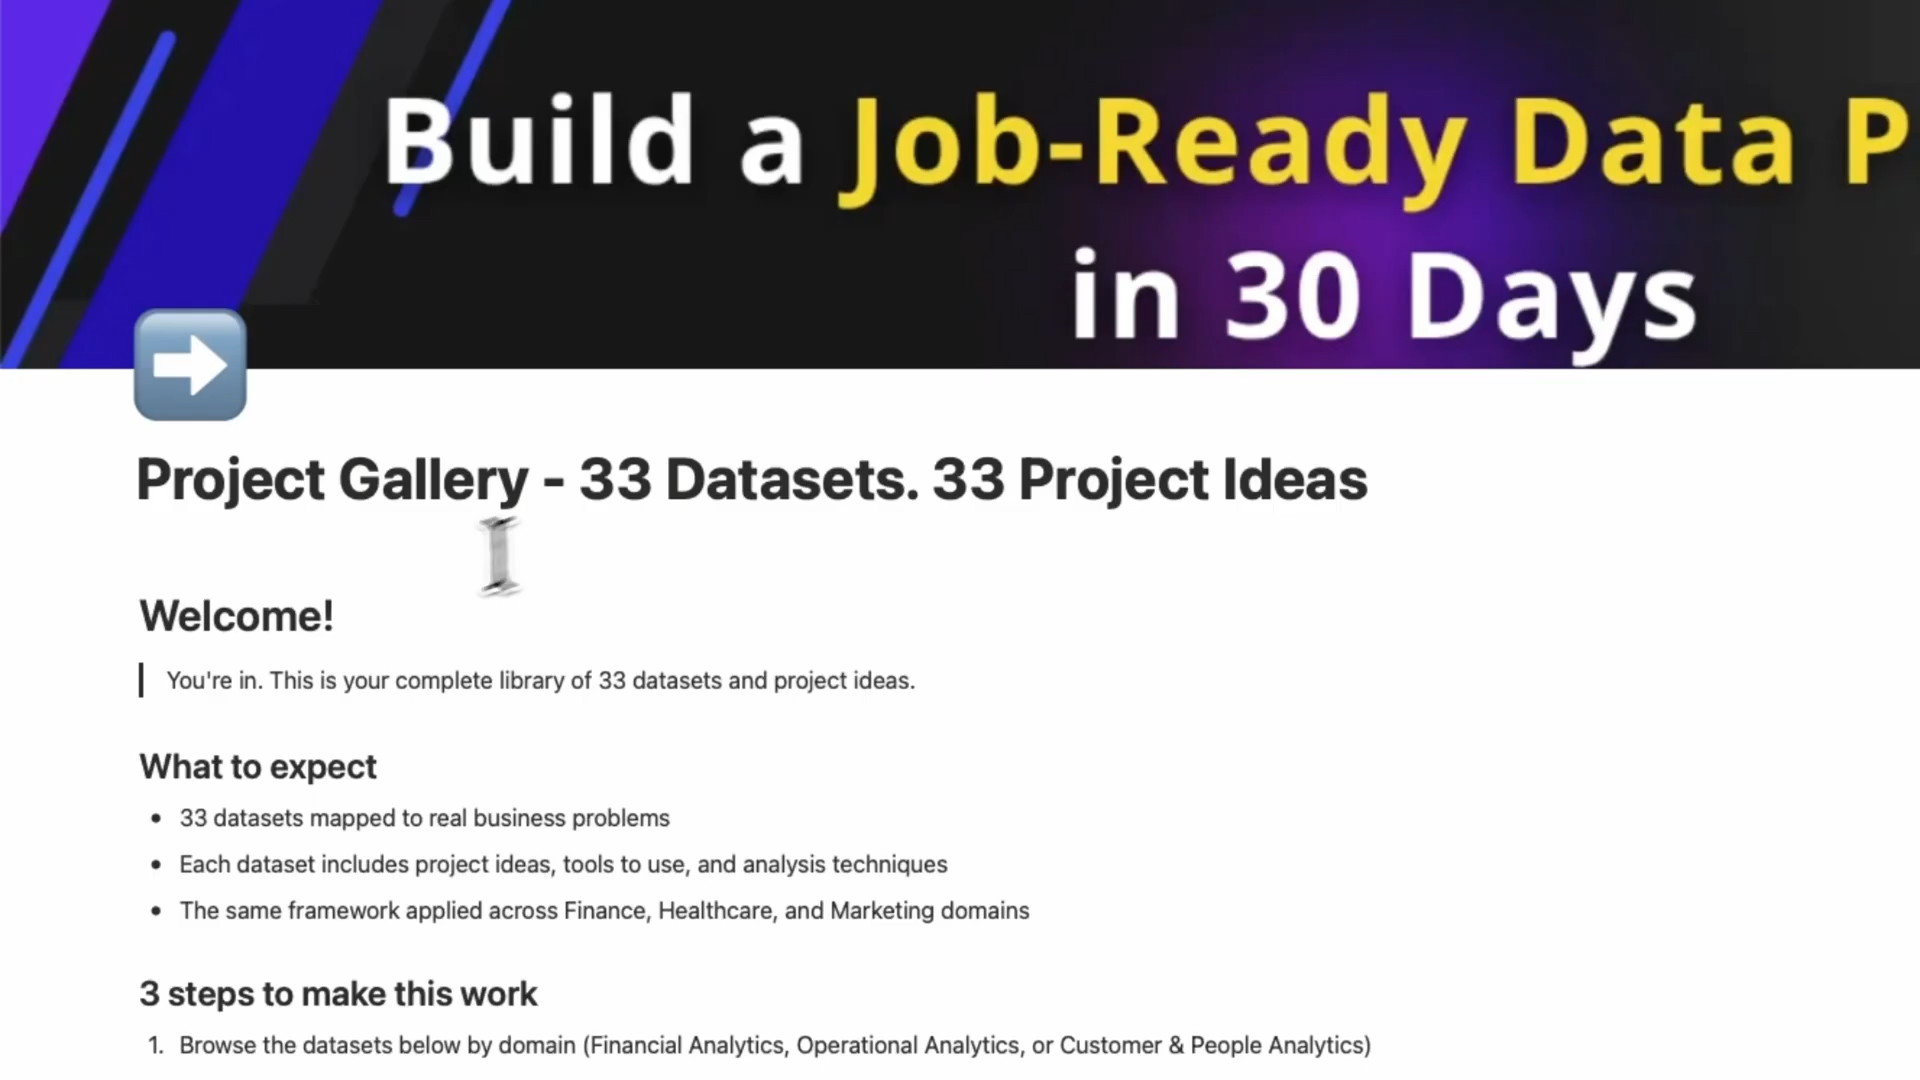 Build a Job-Ready Data P
in 30 Days
Project Gallery - 33 Datasets. 33 Project Ideas
Welcome!
You're in. This is your complete library of 33 datasets and project ideas.
What to expect
• 33 datasets mapped to real business problems
• Each dataset includes project ideas, tools to use, and analysis techniques
• The same framework applied across Finance, Healthcare, and Marketing domains
3 steps to make this work
1. Browse the datasets below by domain (Financial Analytics, Operational Analytics, or Customer & People Analytics)